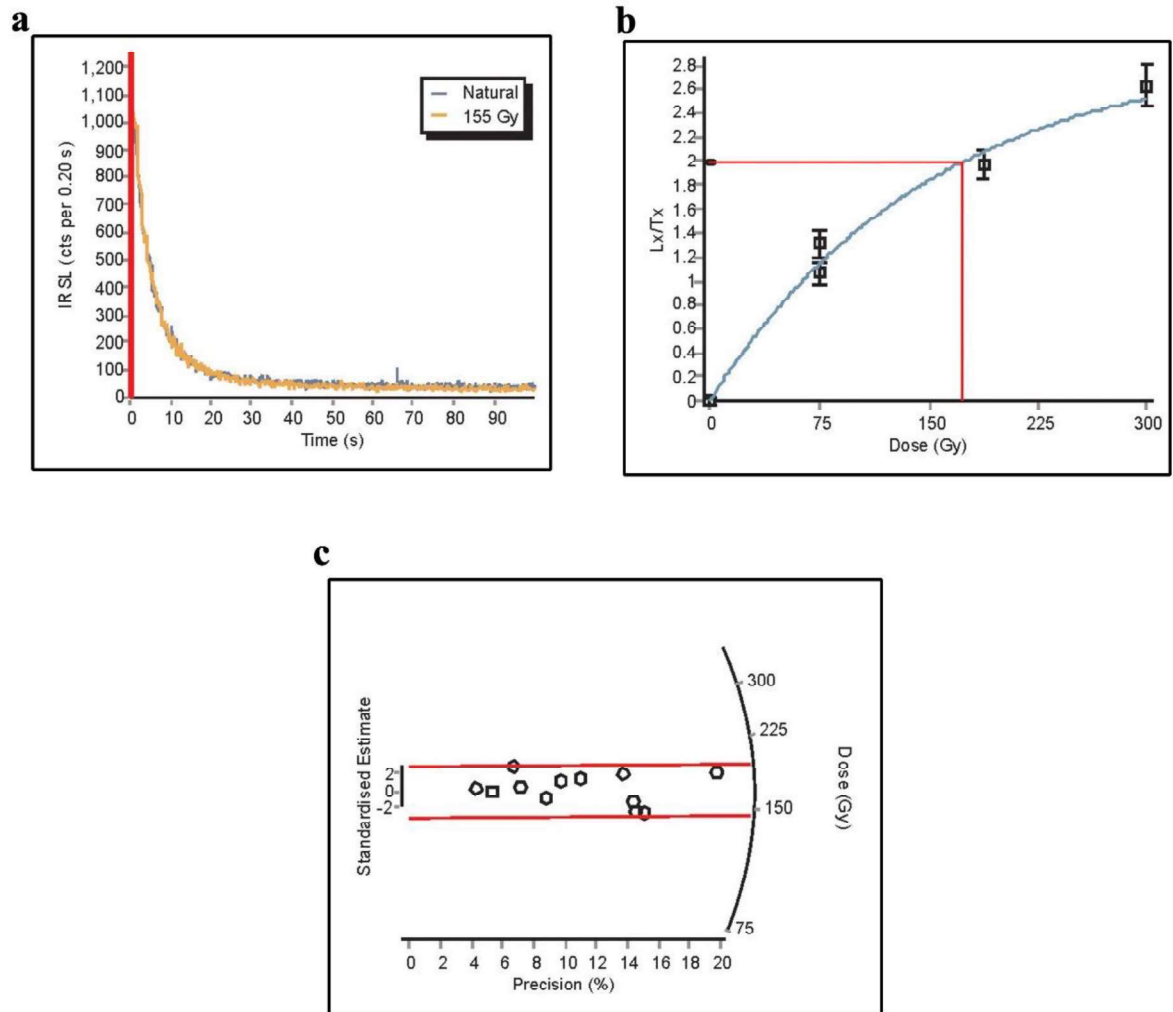 a
IR SL ( cts per 0.20 s )
1,200
1,100
1,000
900
800
700
600
500
400
300
200
100
0
Natural
155 Gy
0 10 20 30 40 50 60 70 80 90
Time (s)
b
Lx/Tx
2.8
2.6
2.4
2.2
2
1.8
1.6
1.4
1.2
1
0.8
0.6
0.4
0.2
0
0 75 150 225 300
Dose (Gy)
c
Standardised Estimate
2
0
-2
300
225
150
75
Dose (Gy)
0 2 4 6 8 10 12 14 16 18 20
Precision (%)